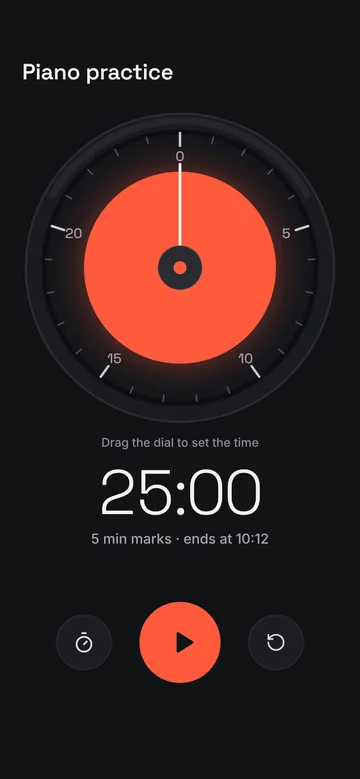 Piano practice
0
20
5
15
10
Drag the dial to set the time
25:00
5 min marks · ends at 10:12